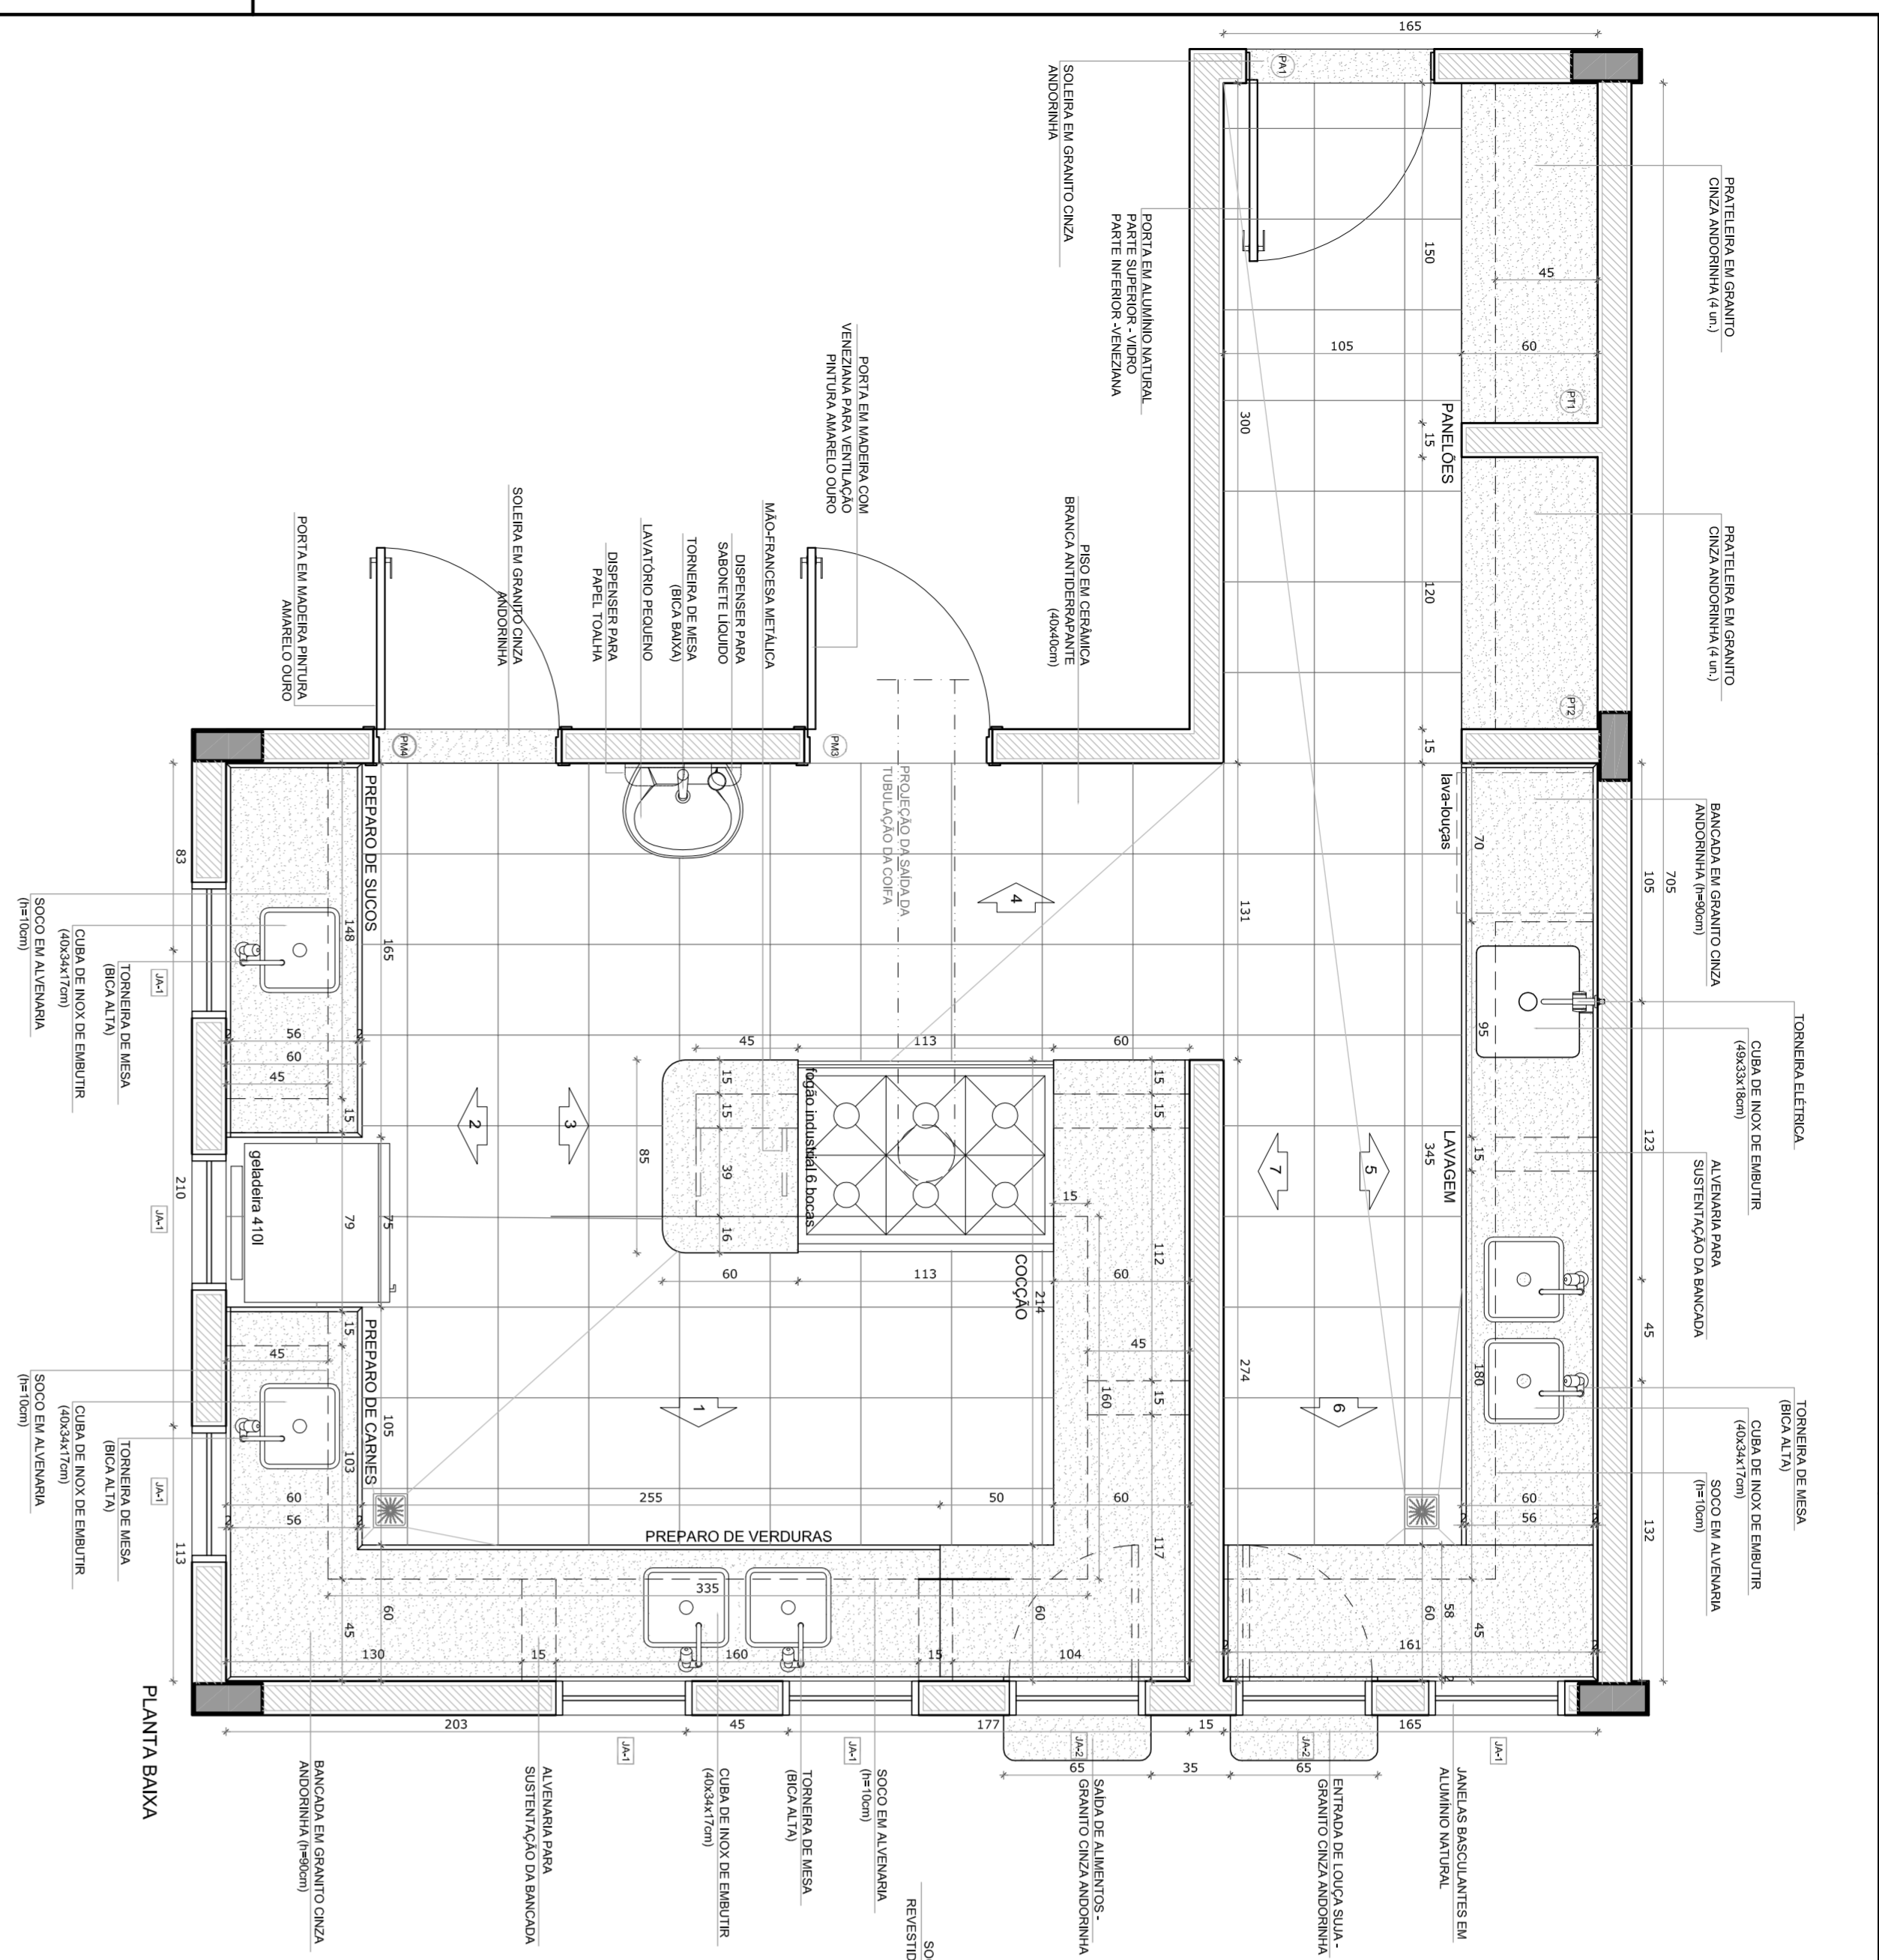 165
SOLEIRA EM GRANITO CINZA
ANDORINHA
PA1
PORTA EM ALUMÍNIO NATURAL
PARTE SUPERIOR - VIDRO
PARTE INFERIOR -VENEZIANA
PRATELEIRA EM GRANITO
CINZA ANDORINHA (4 un.)
150
45
105
60
PT1
300
15
PANELÕES
PORTA EM MADEIRA COM
VENEZIANA PARA VENTILAÇÃO
PINTURA AMARELO OURO
PRATELEIRA EM GRANITO
CINZA ANDORINHA (4 un.)
120
PT2
15
PISO EM CERÂMICA
BRANCA ANTIDERRAPANTE
(40x40cm)
MÃO-FRANCESA METÁLICA
DISPENSER PARA
SABONETE LÍQUIDO
TORNEIRA DE MESA
(BICA BAIXA)
LAVATÓRIO PEQUENO
DISPENSER PARA
PAPEL TOALHA
SOLEIRA EM GRANITO CINZA
ANDORINHA
PORTA EM MADEIRA PINTURA
AMARELO OURO
PM4
PM3
PROJEÇÃO DA SAÍDA DA
TUBULAÇÃO DA COIFA
lava-louças
70
BANCADA EM GRANITO CINZA
ANDORINHA (h=90cm)
705
105
PREPARO DE SUCOS
83
148
165
131
4
95
TORNEIRA ELÉTRICA
CUBA DE INOX DE EMBUTIR
(49x33x18cm)
SOCO EM ALVENARIA
(h=10cm)
CUBA DE INOX DE EMBUTIR
(40x34x17cm)
TORNEIRA DE MESA
(BICA ALTA)
JA-1
2
56
2
60
45
15
45
113
60
15
15
39
16
85
fogão industrial 6 bocas
15
15
112
15
2
3
7
5
345
LAVAGEM
15
123
ALVENARIA PARA
SUSTENTAÇÃO DA BANCADA
geladeira 410l
210
JA-1
79
75
60
113
60
COCÇÃO
214
45
15
160
274
180
45
15
45
PREPARO DE CARNES
105
103
1
6
SOCO EM ALVENARIA
(h=10cm)
CUBA DE INOX DE EMBUTIR
(40x34x17cm)
TORNEIRA DE MESA
(BICA ALTA)
JA-1
TORNEIRA DE MESA
(BICA ALTA)
CUBA DE INOX DE EMBUTIR
(40x34x17cm)
SOCO EM ALVENARIA
(h=10cm)
60
255
50
60
60
2
56
2
2
56
2
132
113
PREPARO DE VERDURAS
117
335
60
45
60
60
58
45
130
15
160
15
104
2
161
2
2
203
45
177
15
165
JA-1
JA-1
JA-2
JA-2
JA-1
65
35
65
PLANTA BAIXA
BANCADA EM GRANITO CINZA
ANDORINHA (h=90cm)
ALVENARIA PARA
SUSTENTAÇÃO DA BANCADA
CUBA DE INOX DE EMBUTIR
(40x34x17cm)
TORNEIRA DE MESA
(BICA ALTA)
SOCO EM ALVENARIA
(h=10cm)
SO
REVESTID
SAÍDA DE ALIMENTOS -
GRANITO CINZA ANDORINHA
ENTRADA DE LOUÇA SUJA -
GRANITO CINZA ANDORINHA
JANELAS BASCULANTES EM
ALUMÍNIO NATURAL